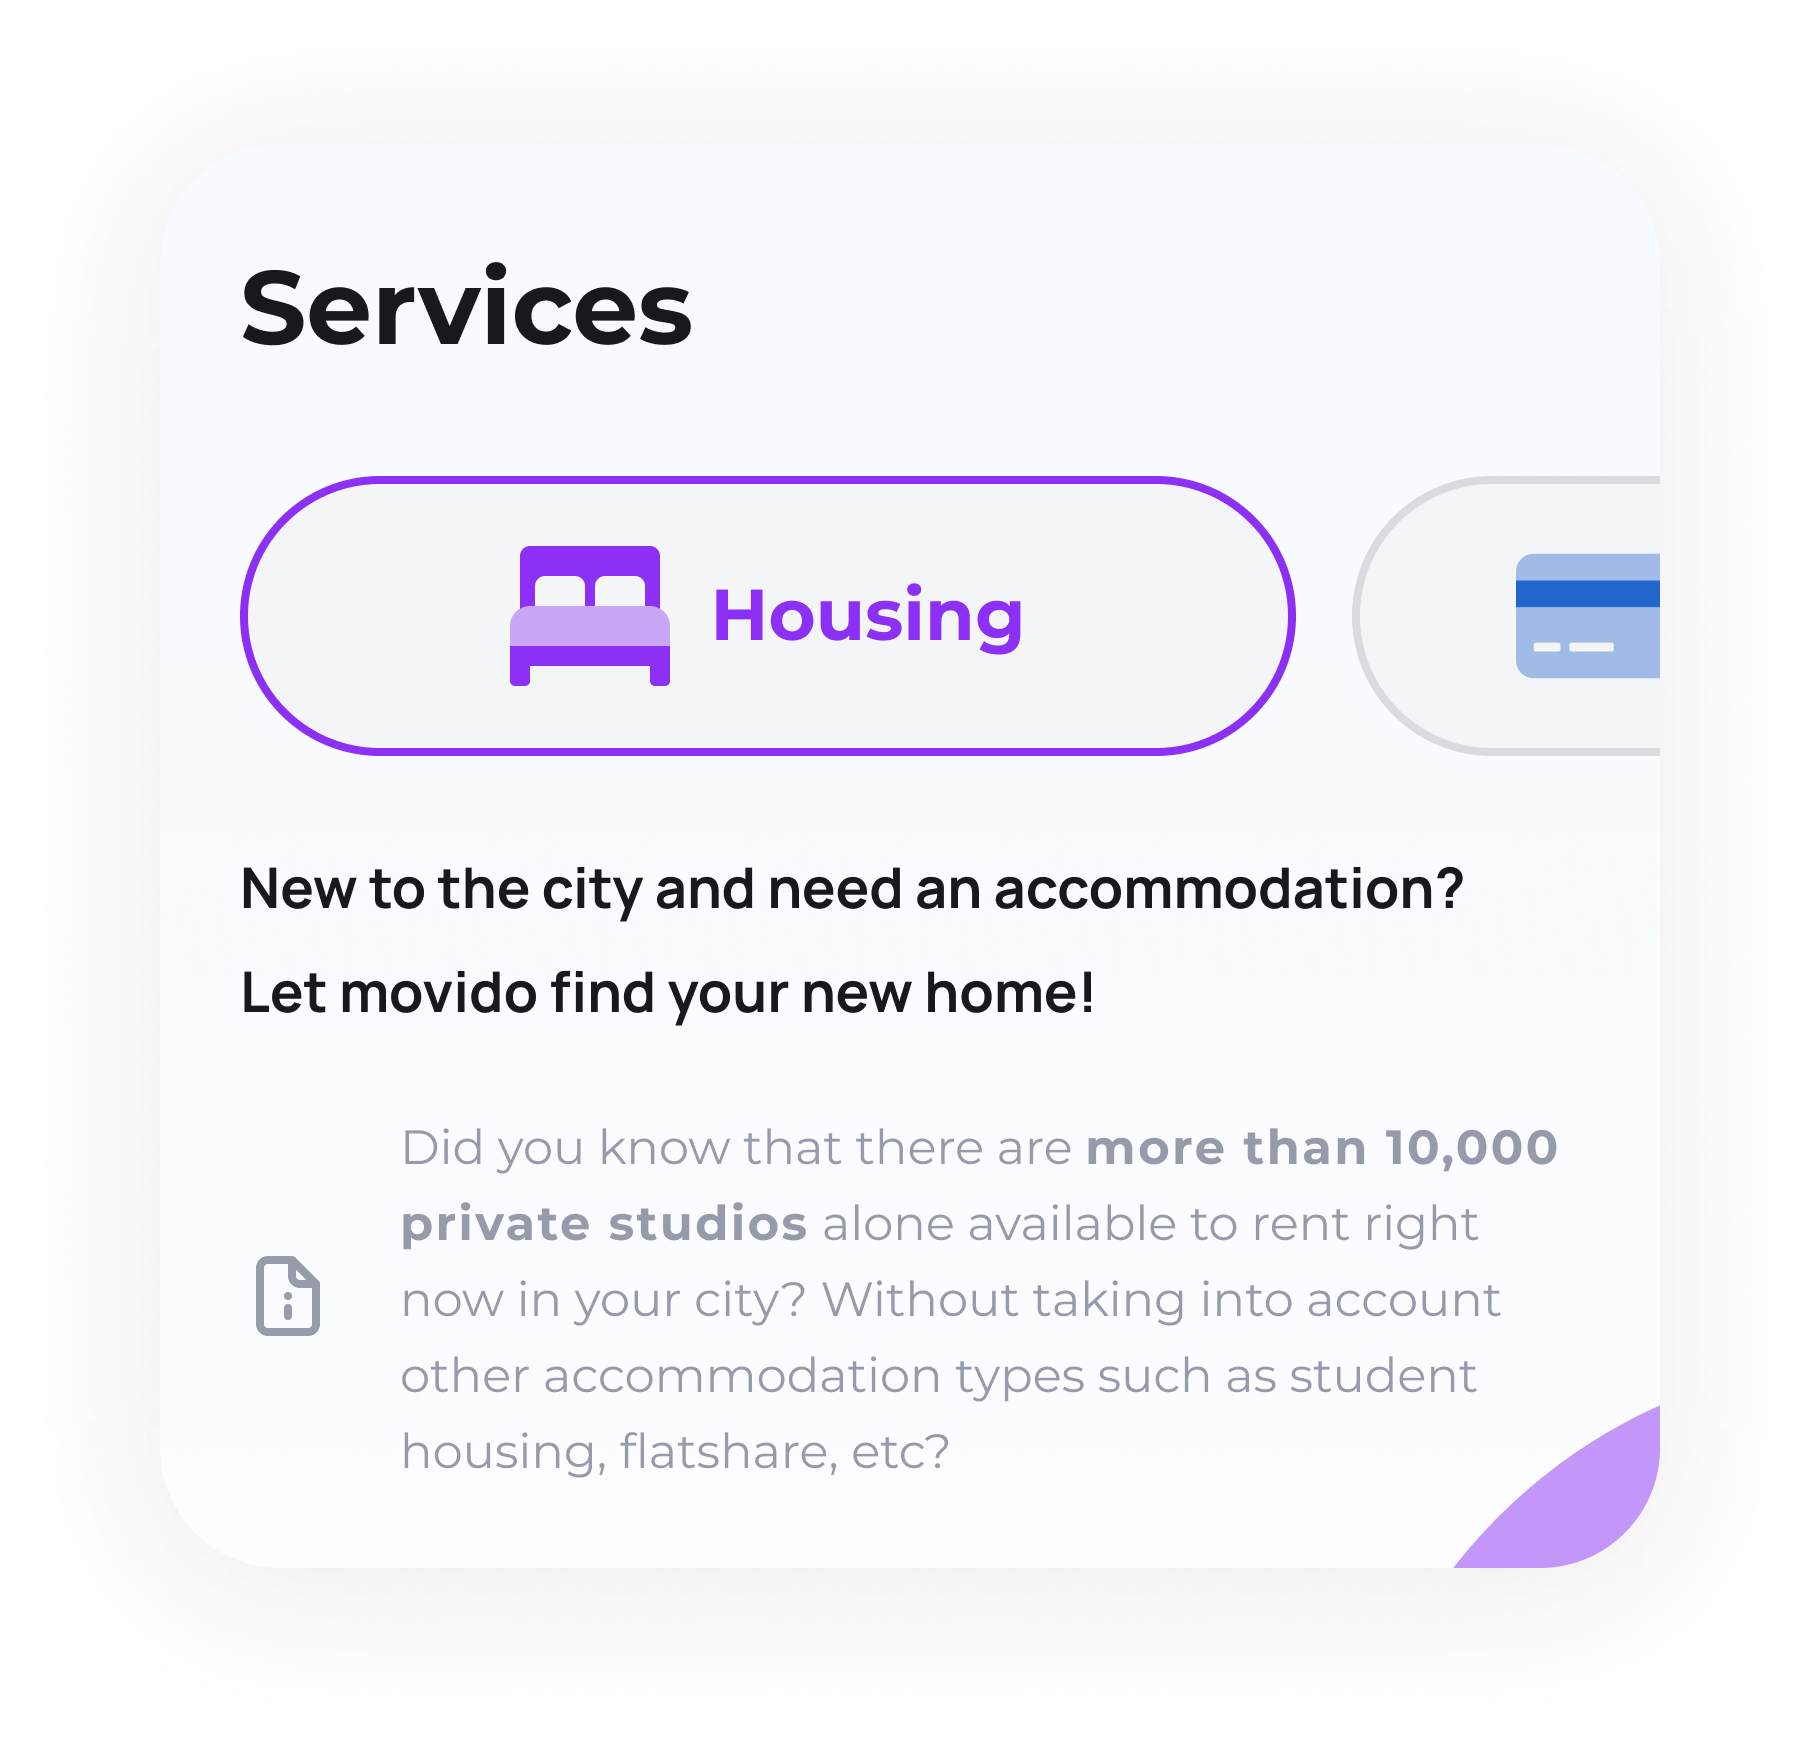 Services
Housing
New to the city and need an accommodation?
Let movido find your new home!
Did you know that there are more than 10,000
private studios alone available to rent right
now in your city? Without taking into account
other accommodation types such as student
housing, flatshare, etc?